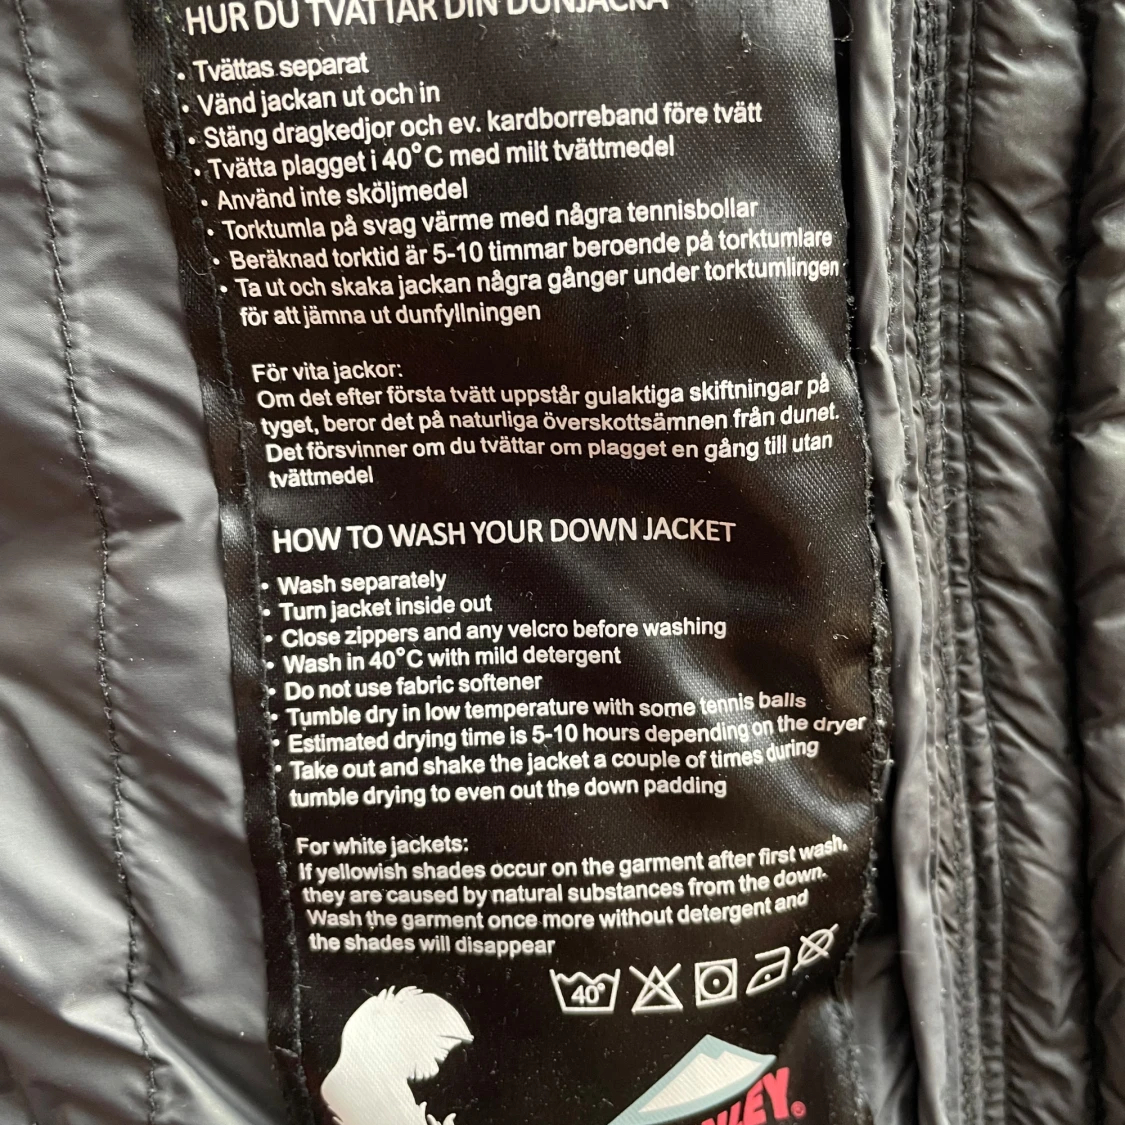 HUR DU TVÄTTAR DIN DUNJACKA
• Tvättas separat
• Vänd jackan ut och in
• Stäng dragkedjor och ev. kardborreband före tvätt
• Tvätta plagget i 40°C med milt tvättmedel
• Använd inte sköljmedel
• Torktumla på svag värme med några tennisbollar
• Beräknad torktid är 5-10 timmar beroende på torktumlare
• Ta ut och skaka jackan några gånger under torktumlingen
för att jämna ut dunfyllningen
För vita jackor:
Om det efter första tvätt uppstår gulaktiga skiftningar på
tyget, beror det på naturliga överskottsämnen från dunet.
Det försvinner om du tvättar om plagget en gång till utan
tvättmedel
HOW TO WASH YOUR DOWN JACKET
• Wash separately
• Turn jacket inside out
• Close zippers and any velcro before washing
• Wash in 40°C with mild detergent
• Do not use fabric softener
• Tumble dry in low temperature with some tennis balls
• Estimated drying time is 5-10 hours depending on the dryer
• Take out and shake the jacket a couple of times during
tumble drying to even out the down padding
For white jackets:
If yellowish shades occur on the garment after first wash,
they are caused by natural substances from the down.
Wash the garment once more without detergent and
the shades will disappear
40°